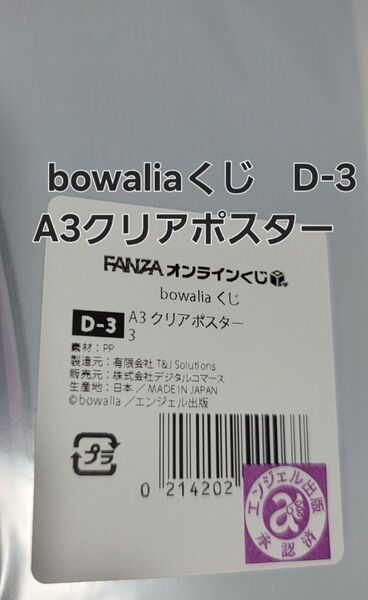 bowaliaくじ D-3
A3クリアポスター
FANZA オンラインくじ
bowalia くじ
D-3 A3 クリアポスター
3
素材：PP
製造元：有限会社 T&J Solutions
販売元：株式会社デジタルコマース
生産地：日本／MADE IN JAPAN
©bowalia／エンジェル出版
プラ
0 214202
エンジェル出版
a
承認済